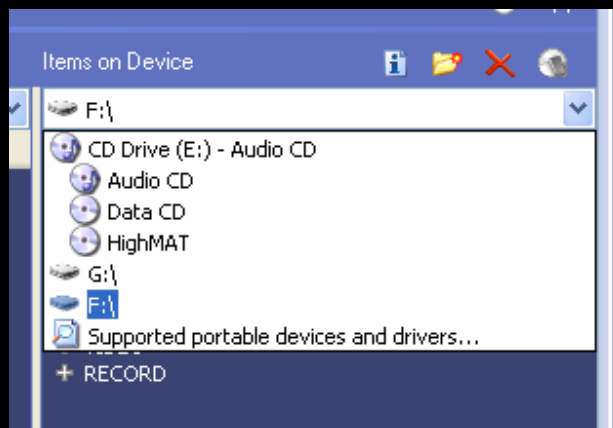 Items on Device
F:\
CD Drive (E:) - Audio CD
Audio CD
Data CD
HighMAT
G:\
F:\
Supported portable devices and drivers...
RECORD